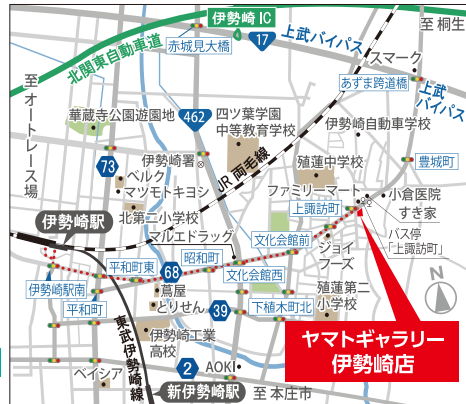 伊勢崎IC
至 桐生
北関東自動車道
赤城見大橋
17
上武バイパス
スマーク
あずま跨道橋
上武
バイパス
至オートレース場
華蔵寺公園遊園地
462
四ツ葉学園
中等教育学校
伊勢崎自動車学校
73
伊勢崎署
JR両毛線
殖蓮中学校
豊城町
ベルク
マツモトキヨシ
ファミリーマート
小倉医院
北第二小学校
上諏訪町
すき家
伊勢崎駅
マルエドラッグ
文化会館前
バス停
「上諏訪町」
昭和町
ジョイ
フーズ
平和町東
68
文化会館西
伊勢崎駅南
蔦屋
殖蓮第二
小学校
平和町
とりせん
39
下植木町北
N
東武伊勢崎線
伊勢崎工業
高校
ヤマトギャラリー
伊勢崎店
ベイシア
2
AOKI
新伊勢崎駅
至 本庄市